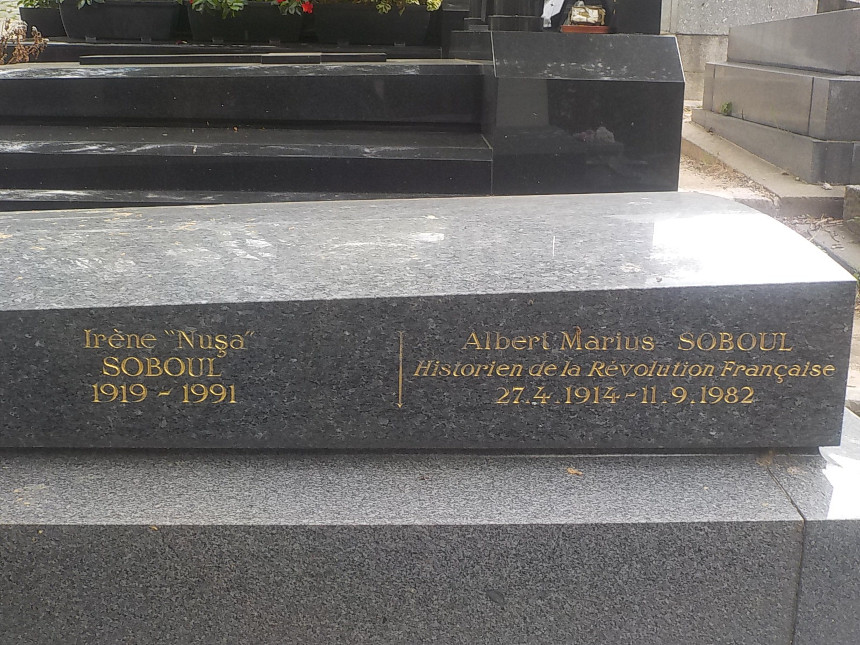 Irène "Nuşa"
SOBOUL
1919 - 1991
Albert Marius SOBOUL
Historien de la Révolution Française
27.4.1914 - 11.9.1982